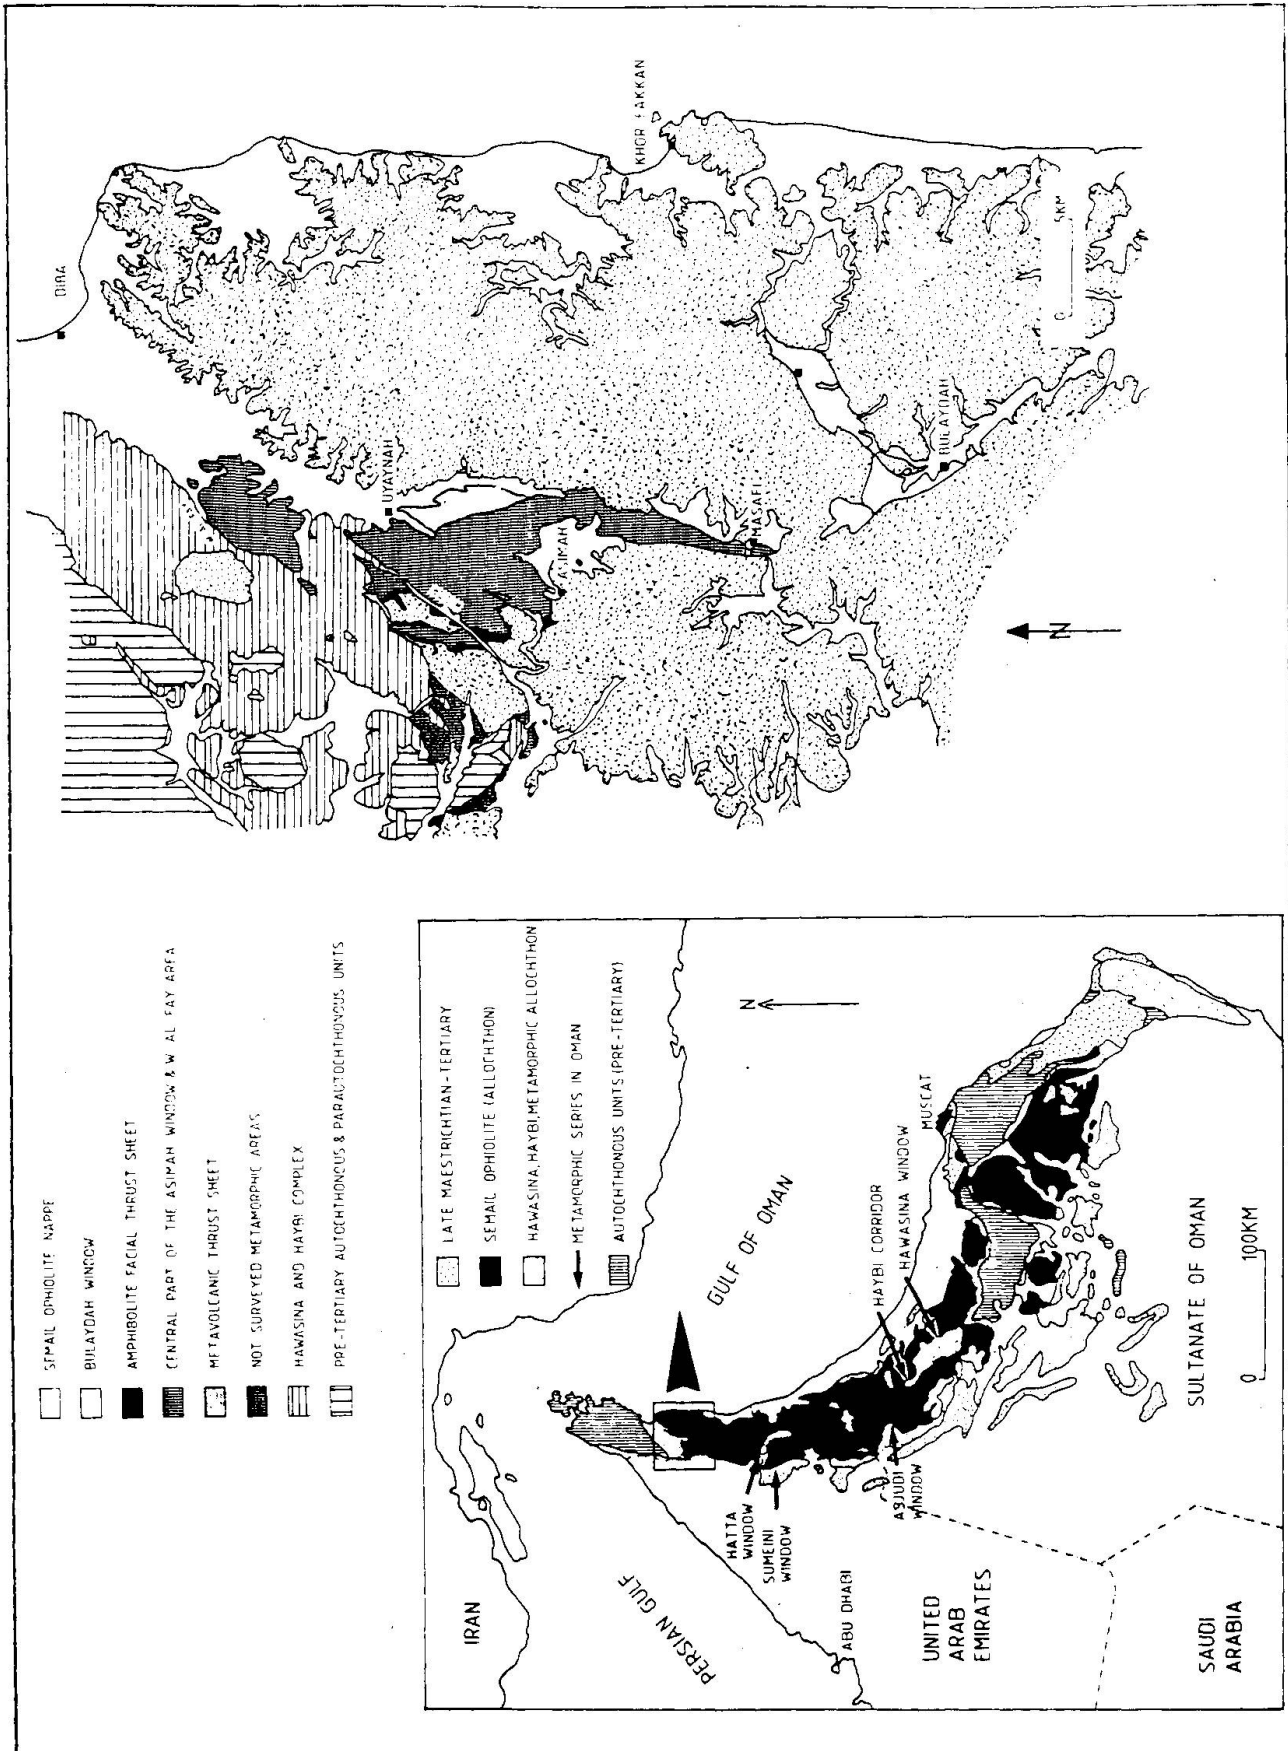 SEMAIL OPHIOLITE NAPPE
BULAYDAH WINDOW
AMPHIBOLITE FACIAL THRUST SHEET
CENTRAL PART OF THE ASIMAH WINDOW & W AL FAY AREA
METAVOLCANIC THRUST SHEET
NOT SURVEYED METAMORPHIC AREAS
HAWASINA AND HAYBI COMPLEX
PRE-TERTIARY AUTOCHTHONOUS & PARAUTOCHTHONOUS UNITS
DIBA
UYAYNAH
ASIMAH
MASAFI
KHOR FAKKAN
BULAYDAH
0 5KM
N
LATE MAESTRICHTIAN-TERTIARY
SEMAIL OPHIOLITE (ALLOCHTHON)
HAWASINA, HAYBI, METAMORPHIC ALLOCHTHON
METAMORPHIC SERIES IN OMAN
AUTOCHTHONOUS UNITS (PRE-TERTIARY)
N
IRAN
PERSIAN GULF
GULF OF OMAN
ABU DHABI
UNITED
ARAB
EMIRATES
SAUDI
ARABIA
HATTA
WINDOW
SUMEINI
WINDOW
ASJUDI
WINDOW
HAYBI CORRIDOR
HAWASINA WINDOW
MUSCAT
SULTANATE OF OMAN
0 100KM